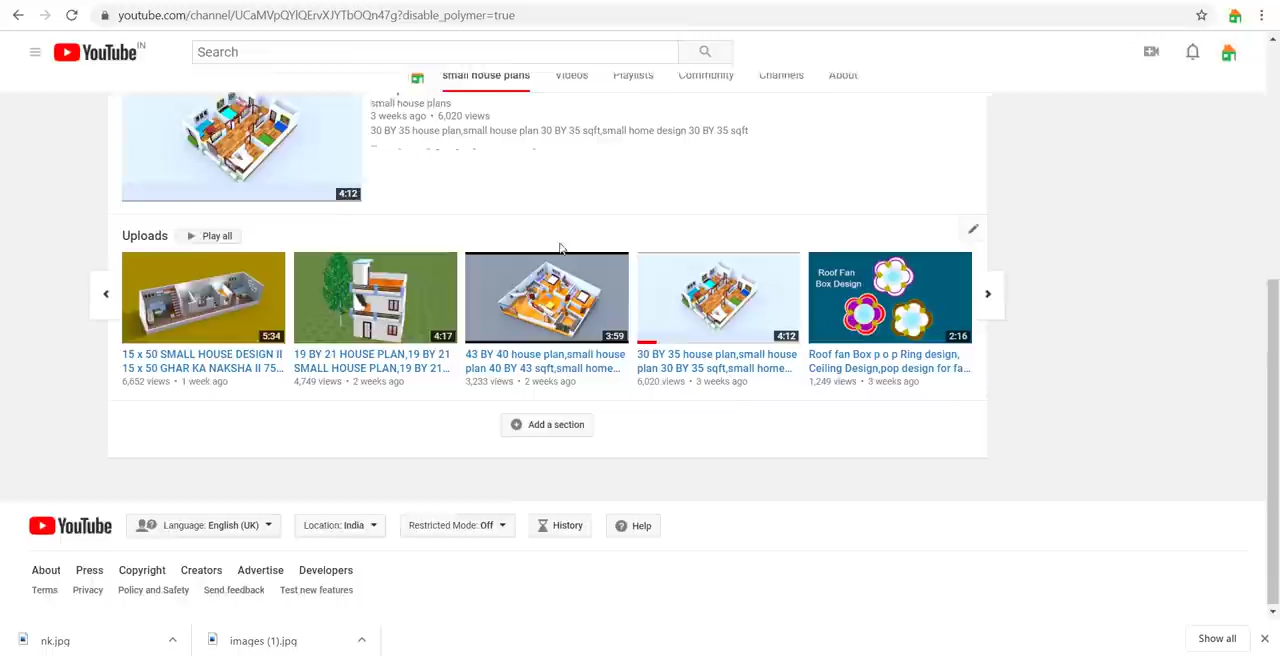 youtube.com/channel/UCaMVpQYlQErvXJYTbOQn47g?disable_polymer=true
YouTube IN
Search
small house plans Videos Playlists Community Channels About
small house plans
3 weeks ago • 6,020 views
30 BY 35 house plan,small house plan 30 BY 35 sqft,small home design 30 BY 35 sqft
4:12
Uploads Play all
Roof Fan
Box Design
5:34 4:17 3:59 4:12 2:16
15 x 50 SMALL HOUSE DESIGN II
15 x 50 GHAR KA NAKSHA II 75...
6,652 views • 1 week ago
19 BY 21 HOUSE PLAN,19 BY 21
SMALL HOUSE PLAN,19 BY 21...
4,749 views • 2 weeks ago
43 BY 40 house plan,small house
plan 40 BY 43 sqft,small home...
3,233 views • 2 weeks ago
30 BY 35 house plan,small house
plan 30 BY 35 sqft,small home...
6,020 views • 3 weeks ago
Roof fan Box p o p Ring design,
Ceiling Design,pop design for fa...
1,249 views • 3 weeks ago
Add a section
YouTube Language: English (UK) Location: India Restricted Mode: Off History Help
About Press Copyright Creators Advertise Developers
Terms Privacy Policy and Safety Send feedback Test new features
nk.jpg images (1).jpg Show all